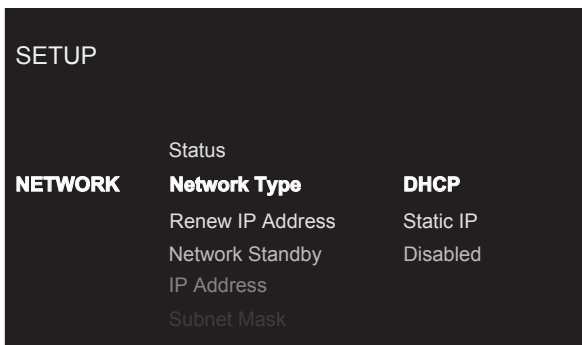 SETUP
Status
NETWORK Network Type DHCP
Renew IP Address Static IP
Network Standby Disabled
IP Address
Subnet Mask